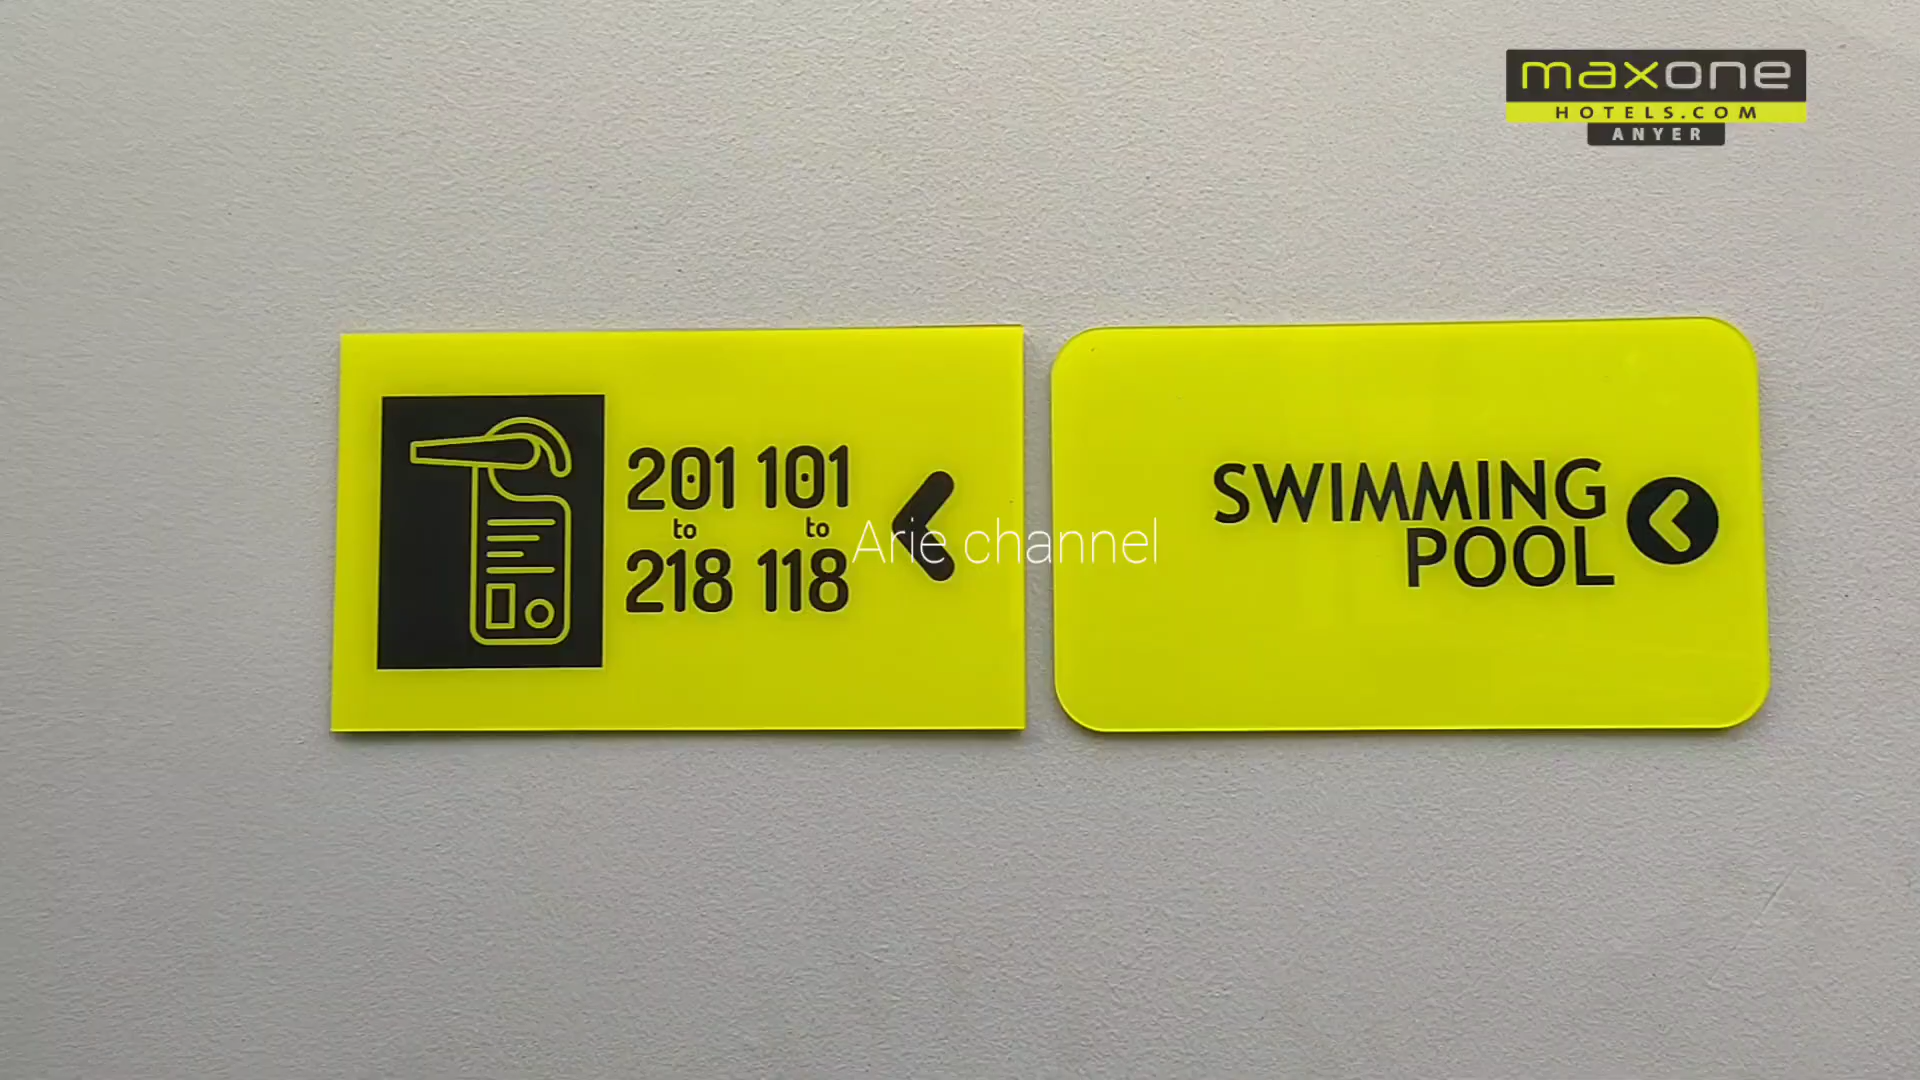 maxone
HOTELS.COM
ANYER
201 101
to to
218 118
SWIMMING
POOL
Arie channel